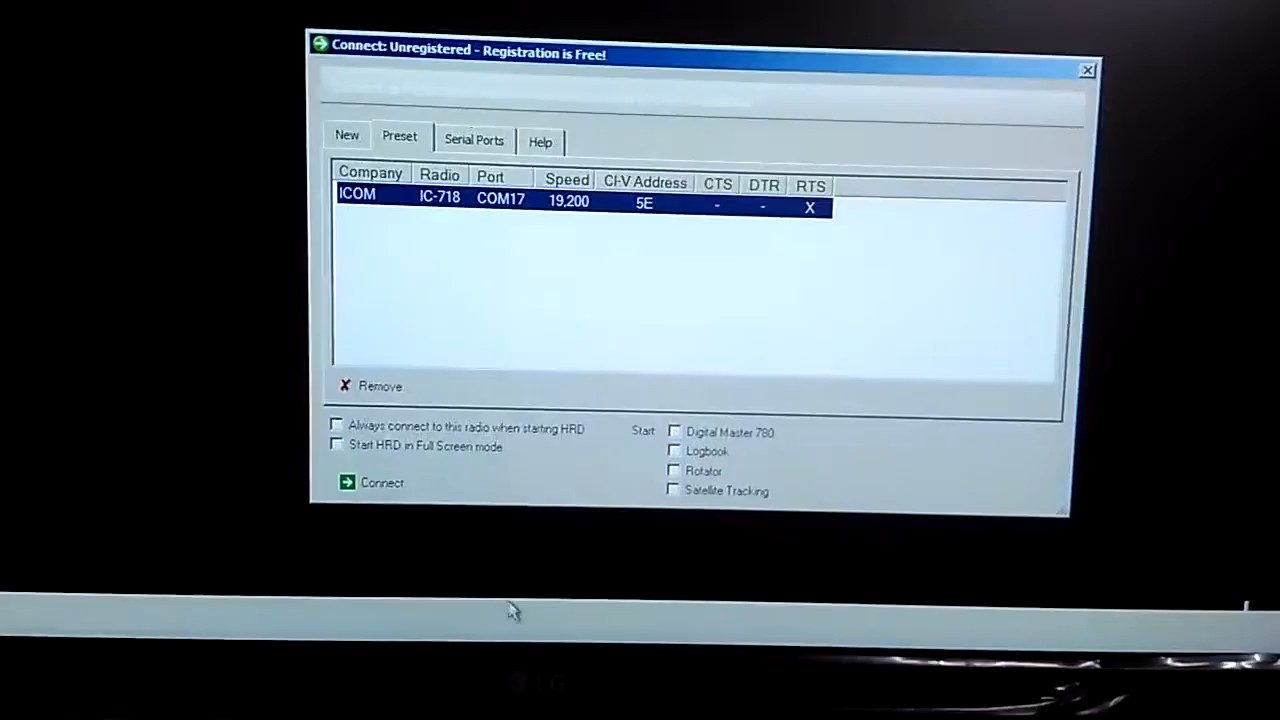 Connect: Unregistered - Registration is Free!
New Preset Serial Ports Help
Company Radio Port Speed CI-V Address CTS DTR RTS
ICOM IC-718 COM17 19,200 5E - - X
X Remove
Always connect to this radio when starting HRD
Start HRD in Full Screen mode
Connect
Start
Digital Master 780
Logbook
Rotator
Satellite Tracking